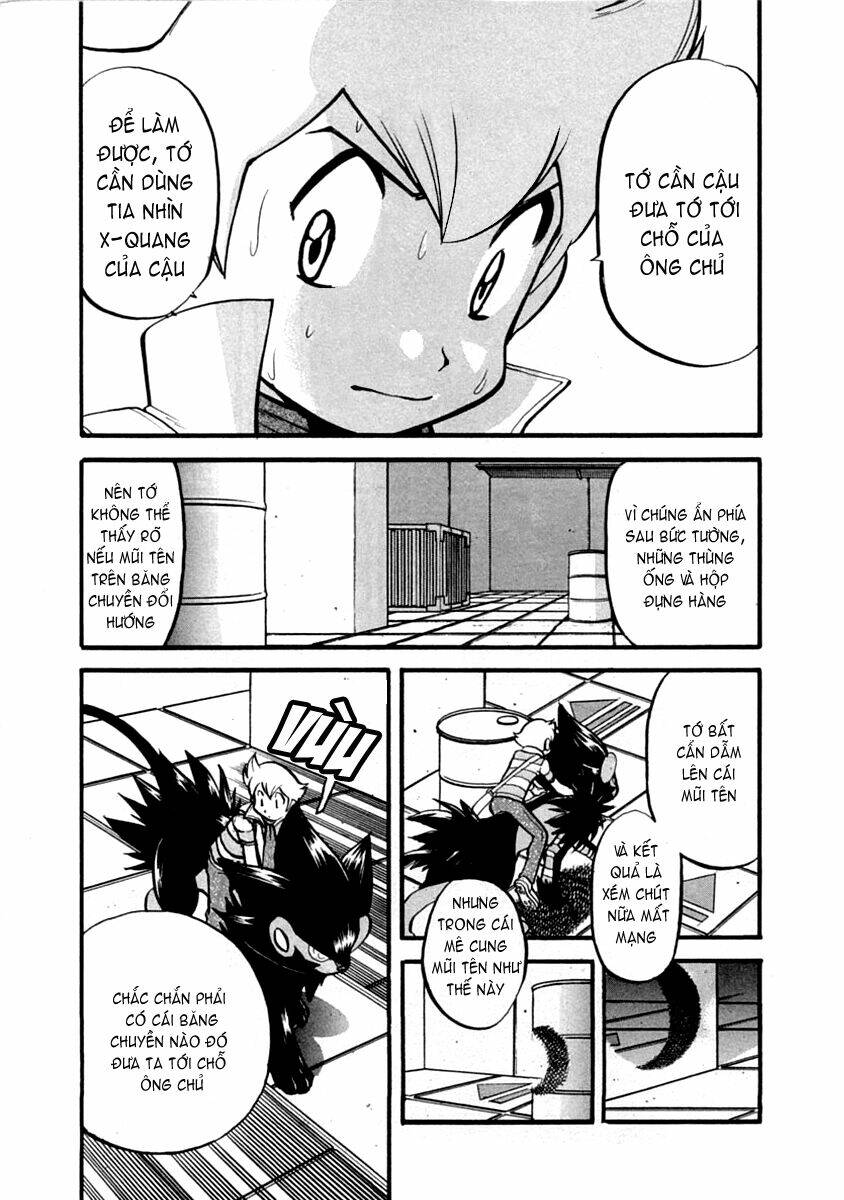 TỚ CẦN CẬU
ĐƯA TỚ TỚI
CHỖ CỦA
ÔNG CHỦ
ĐỂ LÀM
ĐƯỢC, TỚ
CẦN DÙNG
TIA NHÌN
X-QUANG
CỦA CẬU
VÌ CHÚNG ẨN PHÍA
SAU BỨC TƯỜNG,
NHỮNG THÙNG
ỐNG VÀ HỘP
ĐỰNG HÀNG
NÊN TỚ
KHÔNG THỂ
THẤY RÕ
NẾU MŨI TÊN
TRÊN BĂNG
CHUYỀN ĐỔI
HƯỚNG
TỚ BẤT
CẨN DẪM
LÊN CÁI
MŨI TÊN
VÀ KẾT
QUẢ LÀ
XÉM CHÚT
NỮA MẤT
MẠNG
NHƯNG
TRONG CÁI
MÊ CUNG
MŨI TÊN NHƯ
THẾ NÀY
VUÙU
CHẮC CHẮN PHẢI
CÓ CÁI BĂNG
CHUYỀN NÀO ĐÓ
ĐƯA TA TỚI CHỖ
ÔNG CHỦ